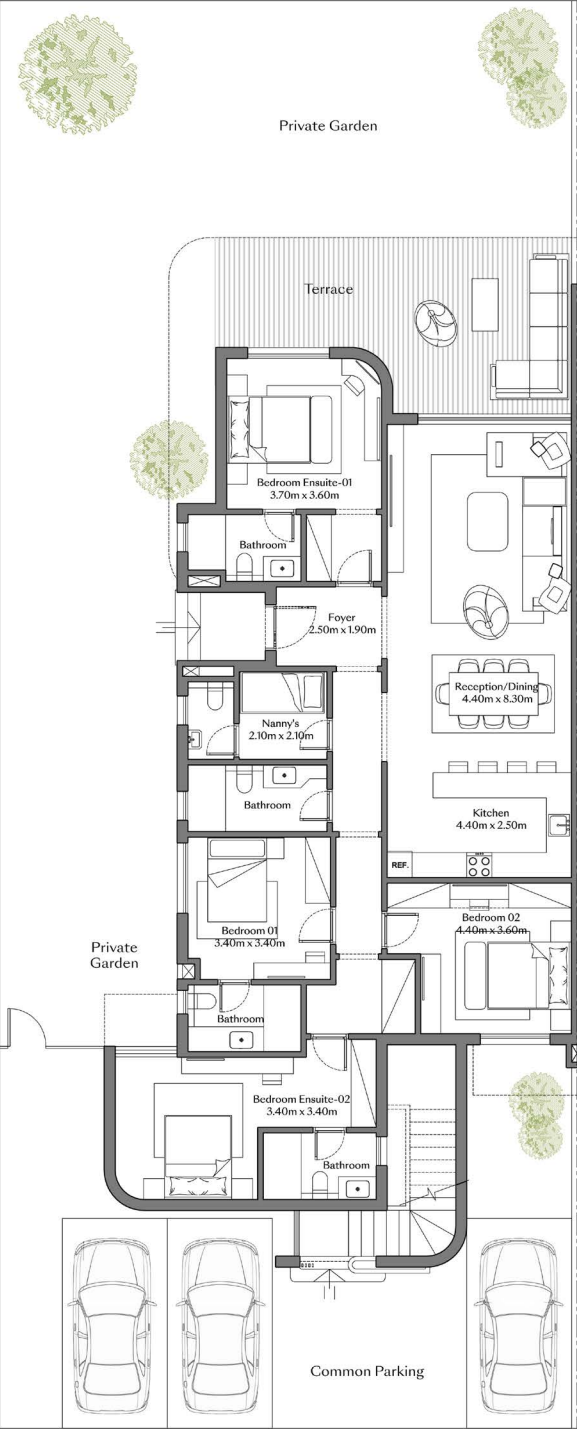 Private Garden
Terrace
Bedroom Ensuite-01
3.70m x 3.60m
Bathroom
Foyer
2.50m x 1.90m
Reception/Dining
4.40m x 8.30m
Nanny's
2.10m x 2.10m
Bathroom
Kitchen
4.40m x 2.50m
REF.
Bedroom 01
3.40m x 3.40m
Bedroom 02
4.40m x 3.60m
Private
Garden
Bathroom
Bedroom Ensuite-02
3.40m x 3.40m
Bathroom
Common Parking